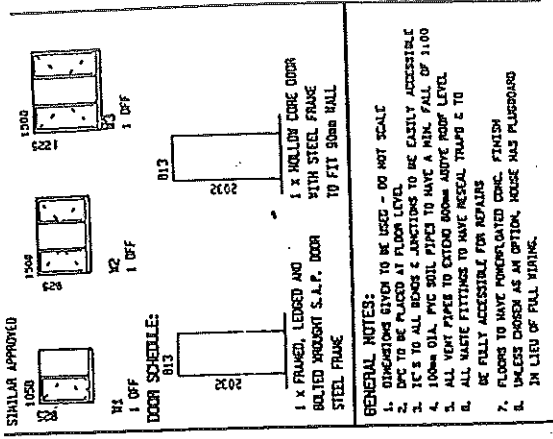 SIMILAR APPROVED
1050
W1
1 OFF
1500
W2
1 OFF
1500
1225
W3
1 OFF
DOOR SCHEDULE:
813
2032
1 x FRAMED, LEDGED AND
BOLTED WROUGHT S.A.P. DOOR
STEEL FRAME
813
2032
1 x HOLLOW CORE DOOR
WITH STEEL FRAME
TO FIT 90mm WALL
GENERAL NOTES:
1. DIMENSIONS GIVEN TO BE USED - DO NOT SCALE
2. DPC TO BE PLACED AT FLOOR LEVEL
3. IE'S TO ALL BENDS & JUNCTIONS TO BE EASILY ACCESSIBLE
4. 100mm DIA. PVC SOIL PIPES TO HAVE A MIN. FALL OF 1:00
5. ALL VENT PIPES TO EXTEND 600mm ABOVE ROOF LEVEL
6. ALL WASTE FITTINGS TO HAVE RESEAL TRAPS & TO
BE FULLY ACCESSIBLE FOR REPAIRS
7. FLOORS TO HAVE POWERFLOATED CONC. FINISH
8. UNLESS CHOSEN AS AN OPTION, HOUSE HAS PLUGBOARD
IN LIEU OF FULL WIRING.